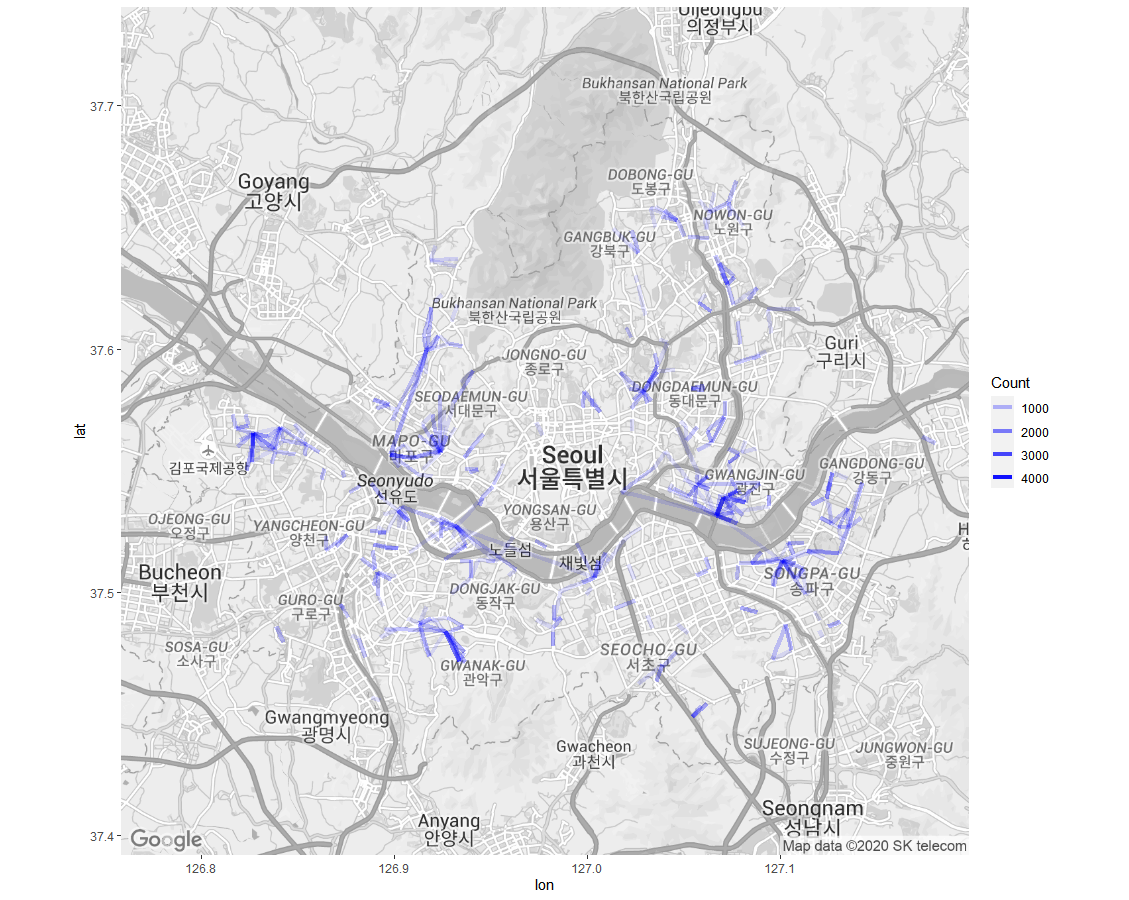 Uijeongbu
의정부시
Bukhansan National Park
북한산국립공원
37.7
DOBONG-GU
도봉구
Goyang
고양시
NOWON-GU
노원구
GANGBUK-GU
강북구
Bukhansan National Park
북한산국립공원
37.6
Guri
구리시
JONGNO-GU
종로구
DONGDAEMUN-GU
동대문구
SEODAEMUN-GU
서대문구
Count
1000
2000
3000
4000
lat
MAPO-GU
마포구
Seoul
서울특별시
김포국제공항
GWANGJIN-GU
광진구
GANGDONG-GU
강동구
Seonyudo
선유도
YONGSAN-GU
용산구
OJEONG-GU
오정구
YANGCHEON-GU
양천구
H
노들섬
채빛섬
Bucheon
부천시
SONGPA-GU
송파구
37.5
DONGJAK-GU
동작구
GURO-GU
구로구
SOSA-GU
소사구
SEOCHO-GU
서초구
GWANAK-GU
관악구
Gwangmyeong
광명시
Gwacheon
과천시
SUJEONG-GU
수정구
JUNGWON-GU
중원구
Seongnam
성남시
Anyang
안양시
37.4
Google
Map data ©2020 SK telecom
126.8
126.9
127.0
127.1
lon